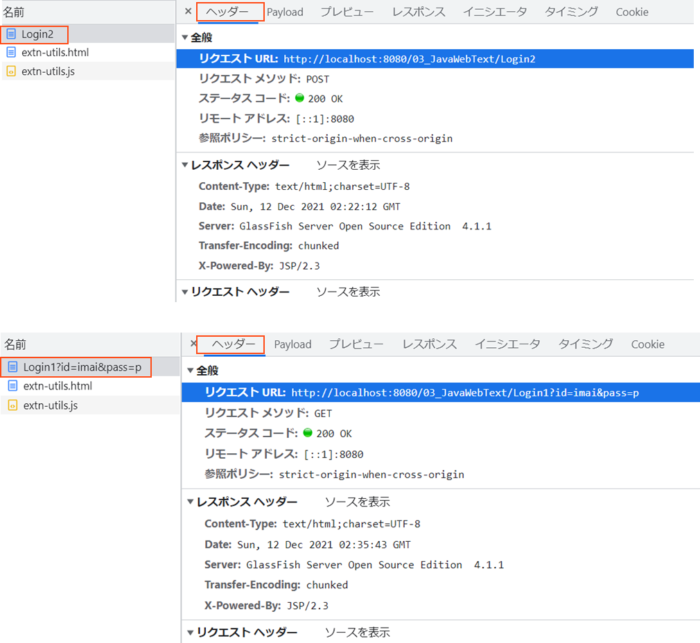 名前
Login2
extn-utils.html
extn-utils.js
× ヘッダー Payload プレビュー レスポンス イニシエータ タイミング Cookie
▼全般
リクエスト URL: http://localhost:8080/03_JavaWebText/Login2
リクエスト メソッド: POST
ステータス コード: 200 OK
リモート アドレス: [::1]:8080
参照ポリシー: strict-origin-when-cross-origin
▼レスポンス ヘッダー ソースを表示
Content-Type: text/html;charset=UTF-8
Date: Sun, 12 Dec 2021 02:22:12 GMT
Server: GlassFish Server Open Source Edition 4.1.1
Transfer-Encoding: chunked
X-Powered-By: JSP/2.3
▼リクエスト ヘッダー ソースを表示
名前
Login1?id=imai&pass=p
extn-utils.html
extn-utils.js
× ヘッダー Payload プレビュー レスポンス イニシエータ タイミング Cookie
▼全般
リクエスト URL: http://localhost:8080/03_JavaWebText/Login1?id=imai&pass=p
リクエスト メソッド: GET
ステータス コード: 200 OK
リモート アドレス: [::1]:8080
参照ポリシー: strict-origin-when-cross-origin
▼レスポンス ヘッダー ソースを表示
Content-Type: text/html;charset=UTF-8
Date: Sun, 12 Dec 2021 02:35:43 GMT
Server: GlassFish Server Open Source Edition 4.1.1
Transfer-Encoding: chunked
X-Powered-By: JSP/2.3
▼リクエスト ヘッダー ソースを表示